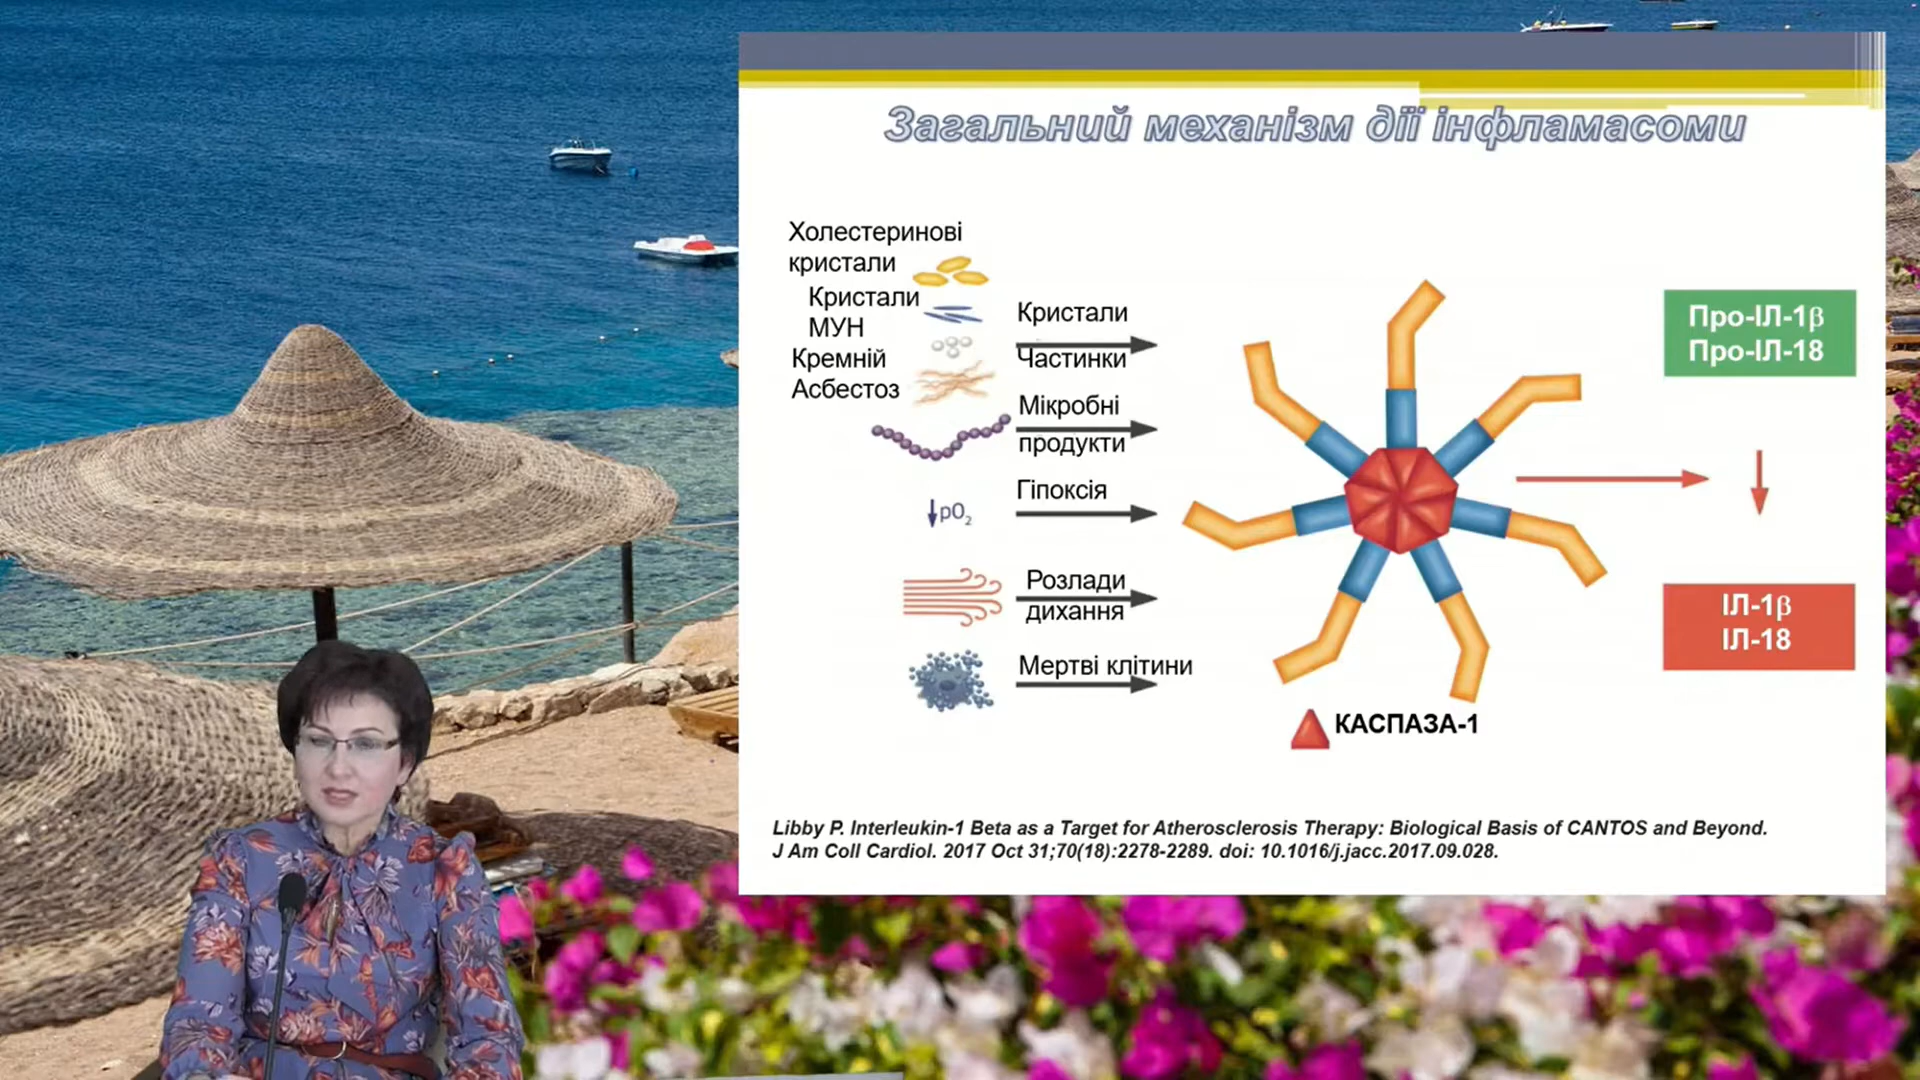 Загальний механізм дії інфламасоми
Холестеринові
кристали
Кристали
МУН
Кремній
Асбестоз
Кристали
Частинки
Мікробні
продукти
Гіпоксія
↓pO₂
Розлади
дихання
Мертві клітини
КАСПАЗА-1
Про-ІЛ-1β
Про-ІЛ-18
ІЛ-1β
ІЛ-18
Libby P. Interleukin-1 Beta as a Target for Atherosclerosis Therapy: Biological Basis of CANTOS and Beyond.
J Am Coll Cardiol. 2017 Oct 31;70(18):2278-2289. doi: 10.1016/j.jacc.2017.09.028.